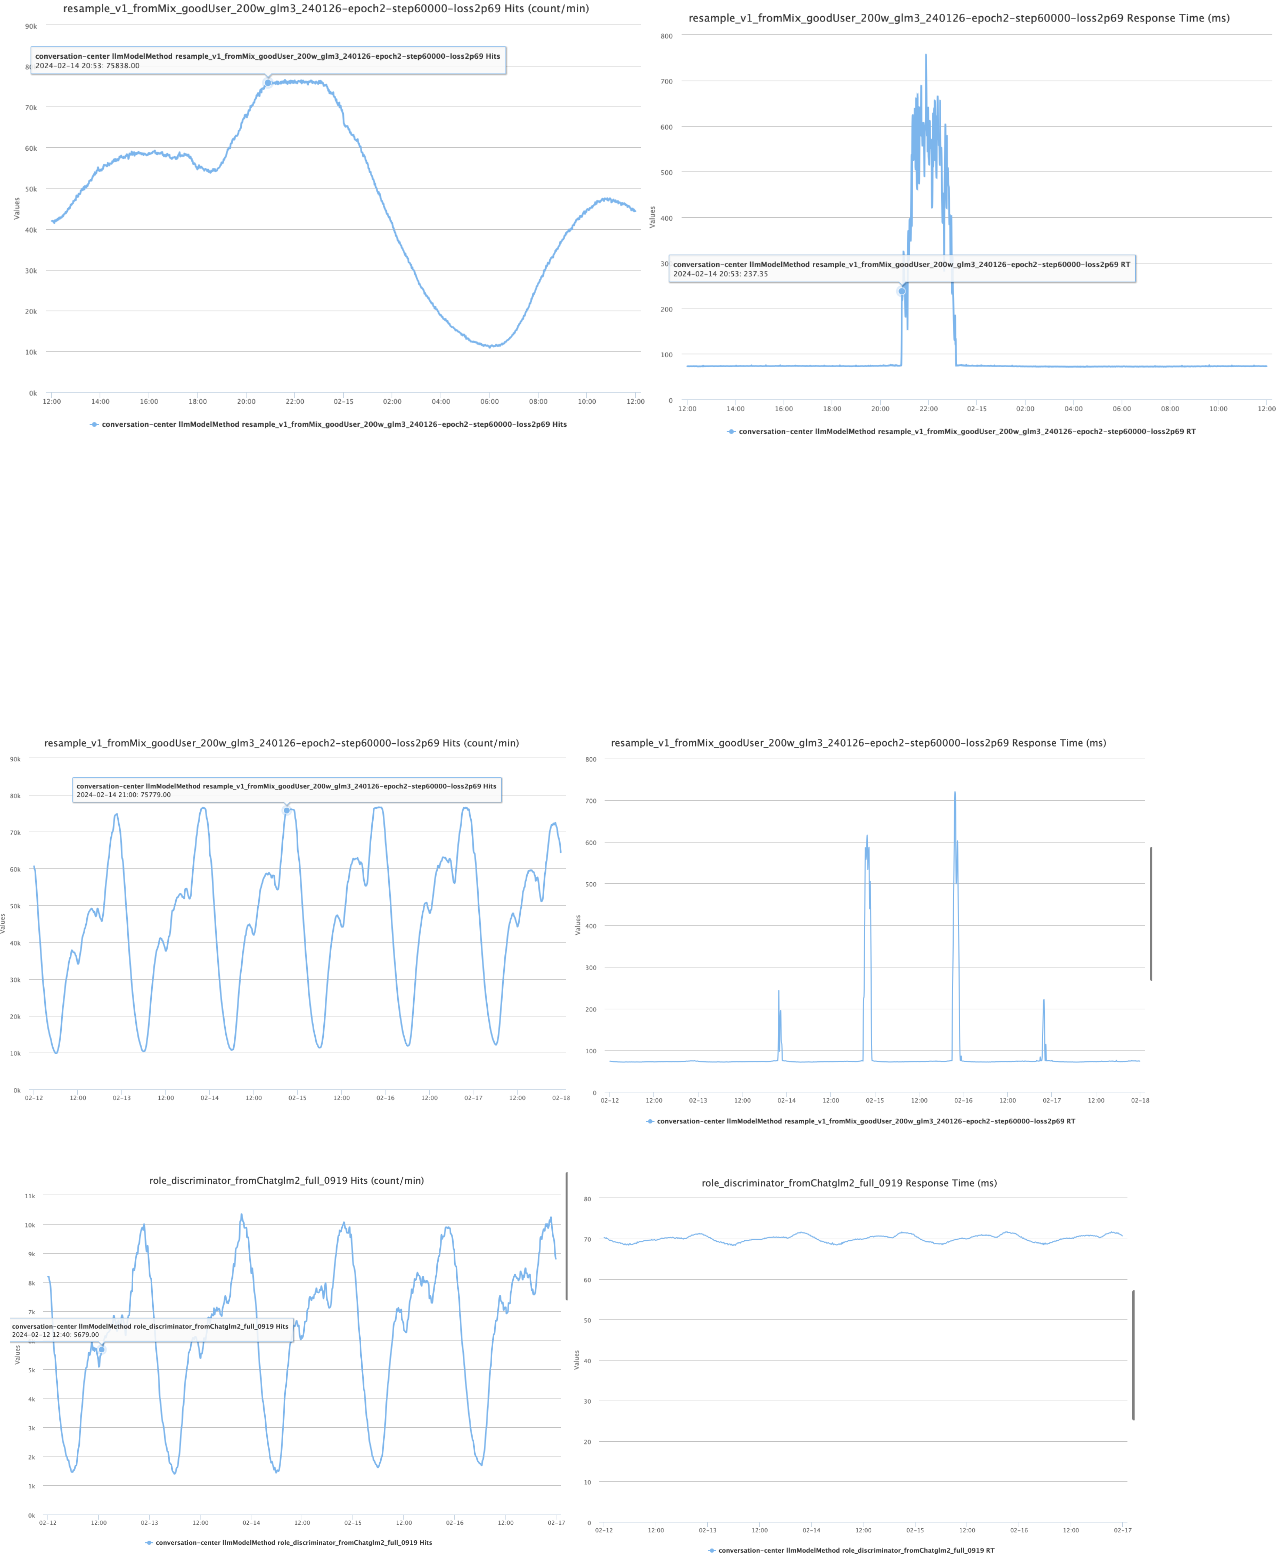 resample_v1_fromMix_goodUser_200w_glm3_240126-epoch2-step60000-loss2p69 Hits (count/min)
90k
conversation-center llmModelMethod resample_v1_fromMix_goodUser_200w_glm3_240126-epoch2-step60000-loss2p69 Hits
2024-02-14 20:53: 75838.00
70k
60k
50k
40k
30k
20k
10k
0k
Values
12:00 14:00 16:00 18:00 20:00 22:00 02-15 02:00 04:00 06:00 08:00 10:00 12:00
conversation-center llmModelMethod resample_v1_fromMix_goodUser_200w_glm3_240126-epoch2-step60000-loss2p69 Hits
resample_v1_fromMix_goodUser_200w_glm3_240126-epoch2-step60000-loss2p69 Response Time (ms)
800
700
600
500
400
conversation-center llmModelMethod resample_v1_fromMix_goodUser_200w_glm3_240126-epoch2-step60000-loss2p69 RT
2024-02-14 20:53: 237.35
200
100
0
Values
12:00 14:00 16:00 18:00 20:00 22:00 02-15 02:00 04:00 06:00 08:00 10:00 12:00
conversation-center llmModelMethod resample_v1_fromMix_goodUser_200w_glm3_240126-epoch2-step60000-loss2p69 RT
resample_v1_fromMix_goodUser_200w_glm3_240126-epoch2-step60000-loss2p69 Hits (count/min)
90k
conversation-center llmModelMethod resample_v1_fromMix_goodUser_200w_glm3_240126-epoch2-step60000-loss2p69 Hits
2024-02-14 21:00: 75779.00
80k
70k
60k
50k
40k
30k
20k
10k
0k
Values
02-12 12:00 02-13 12:00 02-14 12:00 02-15 12:00 02-16 12:00 02-17 12:00 02-18
resample_v1_fromMix_goodUser_200w_glm3_240126-epoch2-step60000-loss2p69 Response Time (ms)
800
700
600
500
400
300
200
100
0
Values
02-12 12:00 02-13 12:00 02-14 12:00 02-15 12:00 02-16 12:00 02-17 12:00 02-18
conversation-center llmModelMethod resample_v1_fromMix_goodUser_200w_glm3_240126-epoch2-step60000-loss2p69 RT
role_discriminator_fromChatglm2_full_0919 Hits (count/min)
11k
10k
9k
8k
7k
conversation-center llmModelMethod role_discriminator_fromChatglm2_full_0919 Hits
2024-02-12 12:40: 5679.00
5k
4k
3k
2k
1k
0k
Values
02-12 12:00 02-13 12:00 02-14 12:00 02-15 12:00 02-16 12:00 02-17
conversation-center llmModelMethod role_discriminator_fromChatglm2_full_0919 Hits
role_discriminator_fromChatglm2_full_0919 Response Time (ms)
80
70
60
50
40
30
20
10
0
Values
02-12 12:00 02-13 12:00 02-14 12:00 02-15 12:00 02-16 12:00 02-17
conversation-center llmModelMethod role_discriminator_fromChatglm2_full_0919 RT